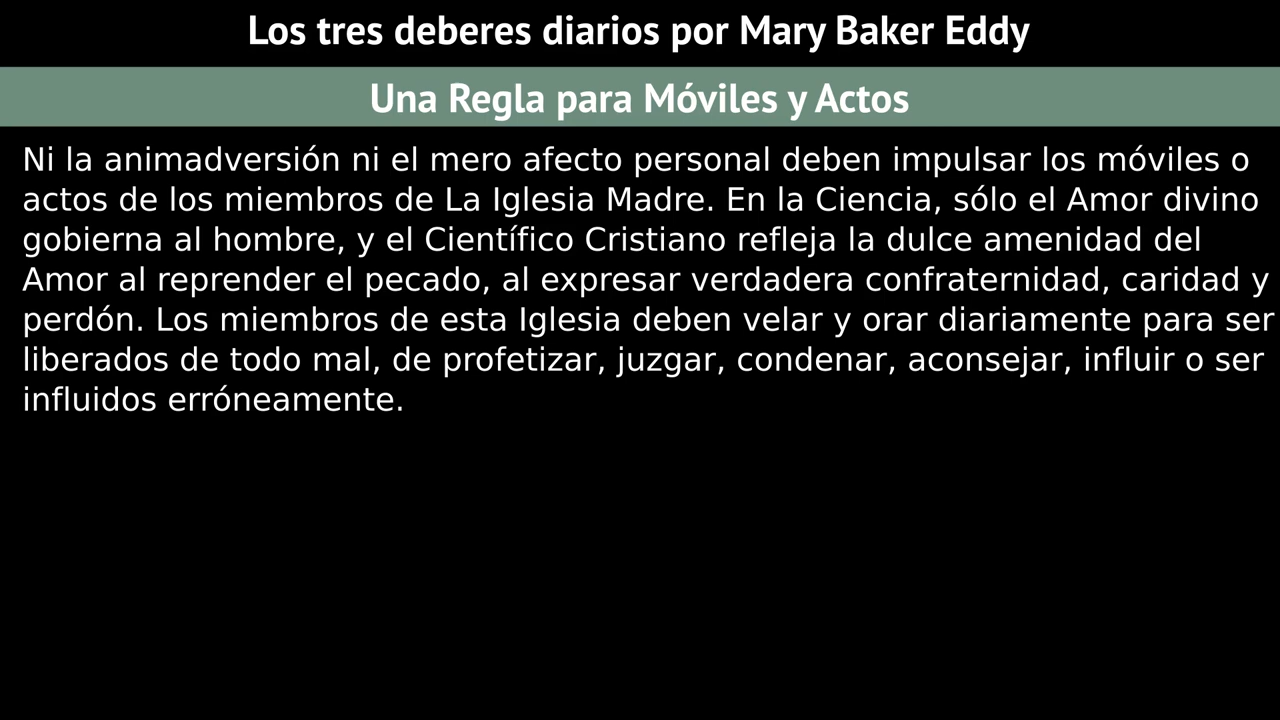 Los tres deberes diarios por Mary Baker Eddy
Una Regla para Móviles y Actos
Ni la animadversión ni el mero afecto personal deben impulsar los móviles o
actos de los miembros de La Iglesia Madre. En la Ciencia, sólo el Amor divino
gobierna al hombre, y el Científico Cristiano refleja la dulce amenidad del
Amor al reprender el pecado, al expresar verdadera confraternidad, caridad y
perdón. Los miembros de esta Iglesia deben velar y orar diariamente para ser
liberados de todo mal, de profetizar, juzgar, condenar, aconsejar, influir o ser
influidos erróneamente.